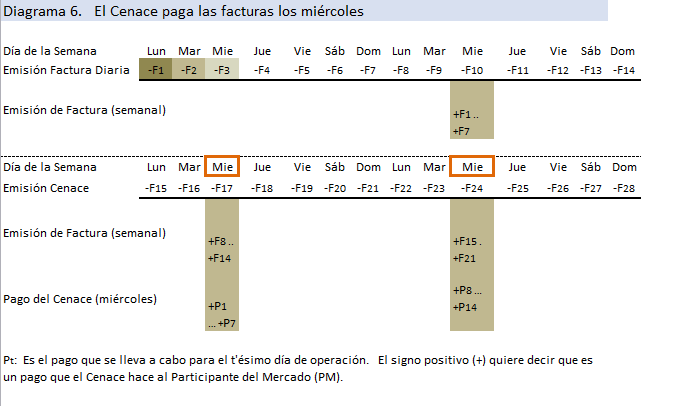 Diagrama 6.   El Cenace paga las facturas los miércoles
Día de la Semana Lun Mar Mie Jue Vie Sáb Dom Lun Mar Mie Jue Vie Sáb Dom
Emisión Factura Diaria -F1 -F2 -F3 -F4 -F5 -F6 -F7 -F8 -F9 -F10 -F11 -F12 -F13 -F14
Emisión de Factura (semanal) +F1 ..
+F7
Día de la Semana Lun Mar Mie Jue Vie Sáb Dom Lun Mar Mie Jue Vie Sáb Dom
Emisión Cenace -F15 -F16 -F17 -F18 -F19 -F20 -F21 -F22 -F23 -F24 -F25 -F26 -F27 -F28
Emisión de Factura (semanal) +F8 .. +F15 .
+F14 +F21
Pago del Cenace (miércoles) +P1 +P8 ...
... +P7 +P14
Pt:  Es el pago que se lleva a cabo para el t'ésimo día de operación.   El signo positivo (+) quiere decir que es
un pago que el Cenace hace al Participante del Mercado (PM).